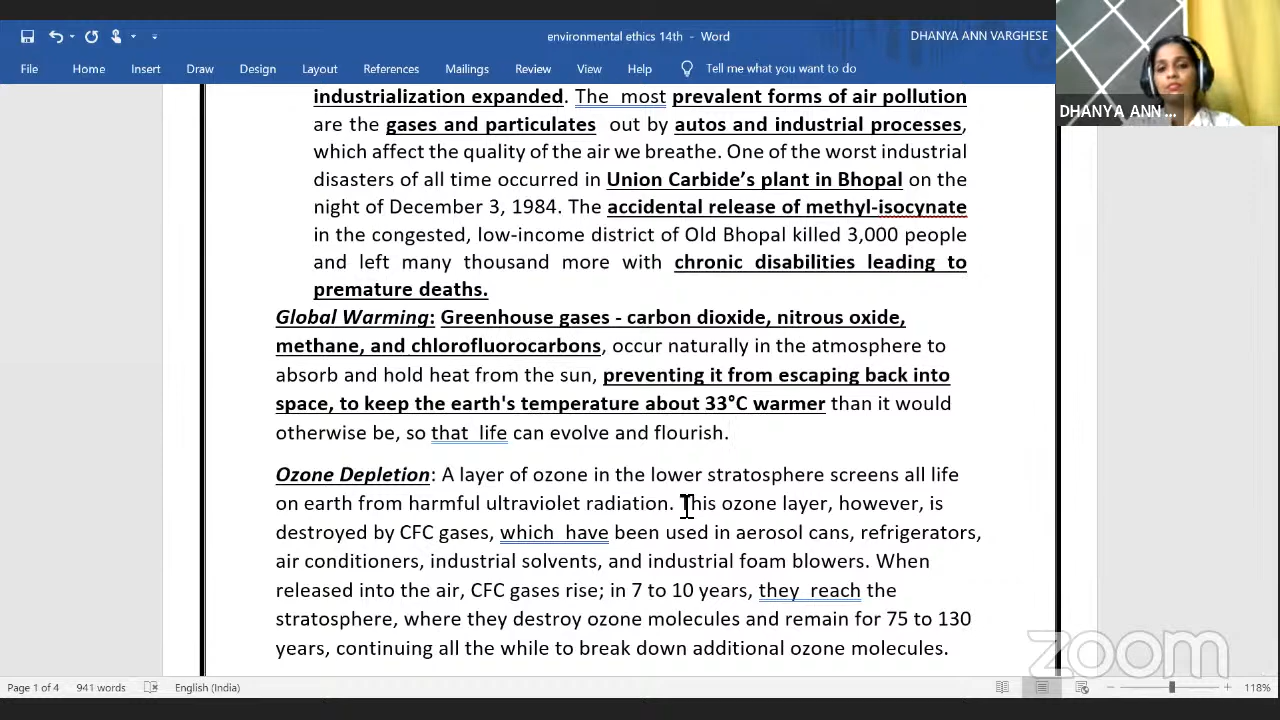 environmental ethics 14th - Word
DHANYA ANN VARGHESE
File Home Insert Draw Design Layout References Mailings Review View Help Tell me what you want to do
DHANYA ANN ...
industrialization expanded. The most prevalent forms of air pollution
are the gases and particulates out by autos and industrial processes,
which affect the quality of the air we breathe. One of the worst industrial
disasters of all time occurred in Union Carbide's plant in Bhopal on the
night of December 3, 1984. The accidental release of methyl-isocynate
in the congested, low-income district of Old Bhopal killed 3,000 people
and left many thousand more with chronic disabilities leading to
premature deaths.
Global Warming: Greenhouse gases - carbon dioxide, nitrous oxide,
methane, and chlorofluorocarbons, occur naturally in the atmosphere to
absorb and hold heat from the sun, preventing it from escaping back into
space, to keep the earth's temperature about 33°C warmer than it would
otherwise be, so that life can evolve and flourish.
Ozone Depletion: A layer of ozone in the lower stratosphere screens all life
on earth from harmful ultraviolet radiation. This ozone layer, however, is
destroyed by CFC gases, which have been used in aerosol cans, refrigerators,
air conditioners, industrial solvents, and industrial foam blowers. When
released into the air, CFC gases rise; in 7 to 10 years, they reach the
stratosphere, where they destroy ozone molecules and remain for 75 to 130
years, continuing all the while to break down additional ozone molecules.
zoom
Page 1 of 4 941 words English (India) 118%